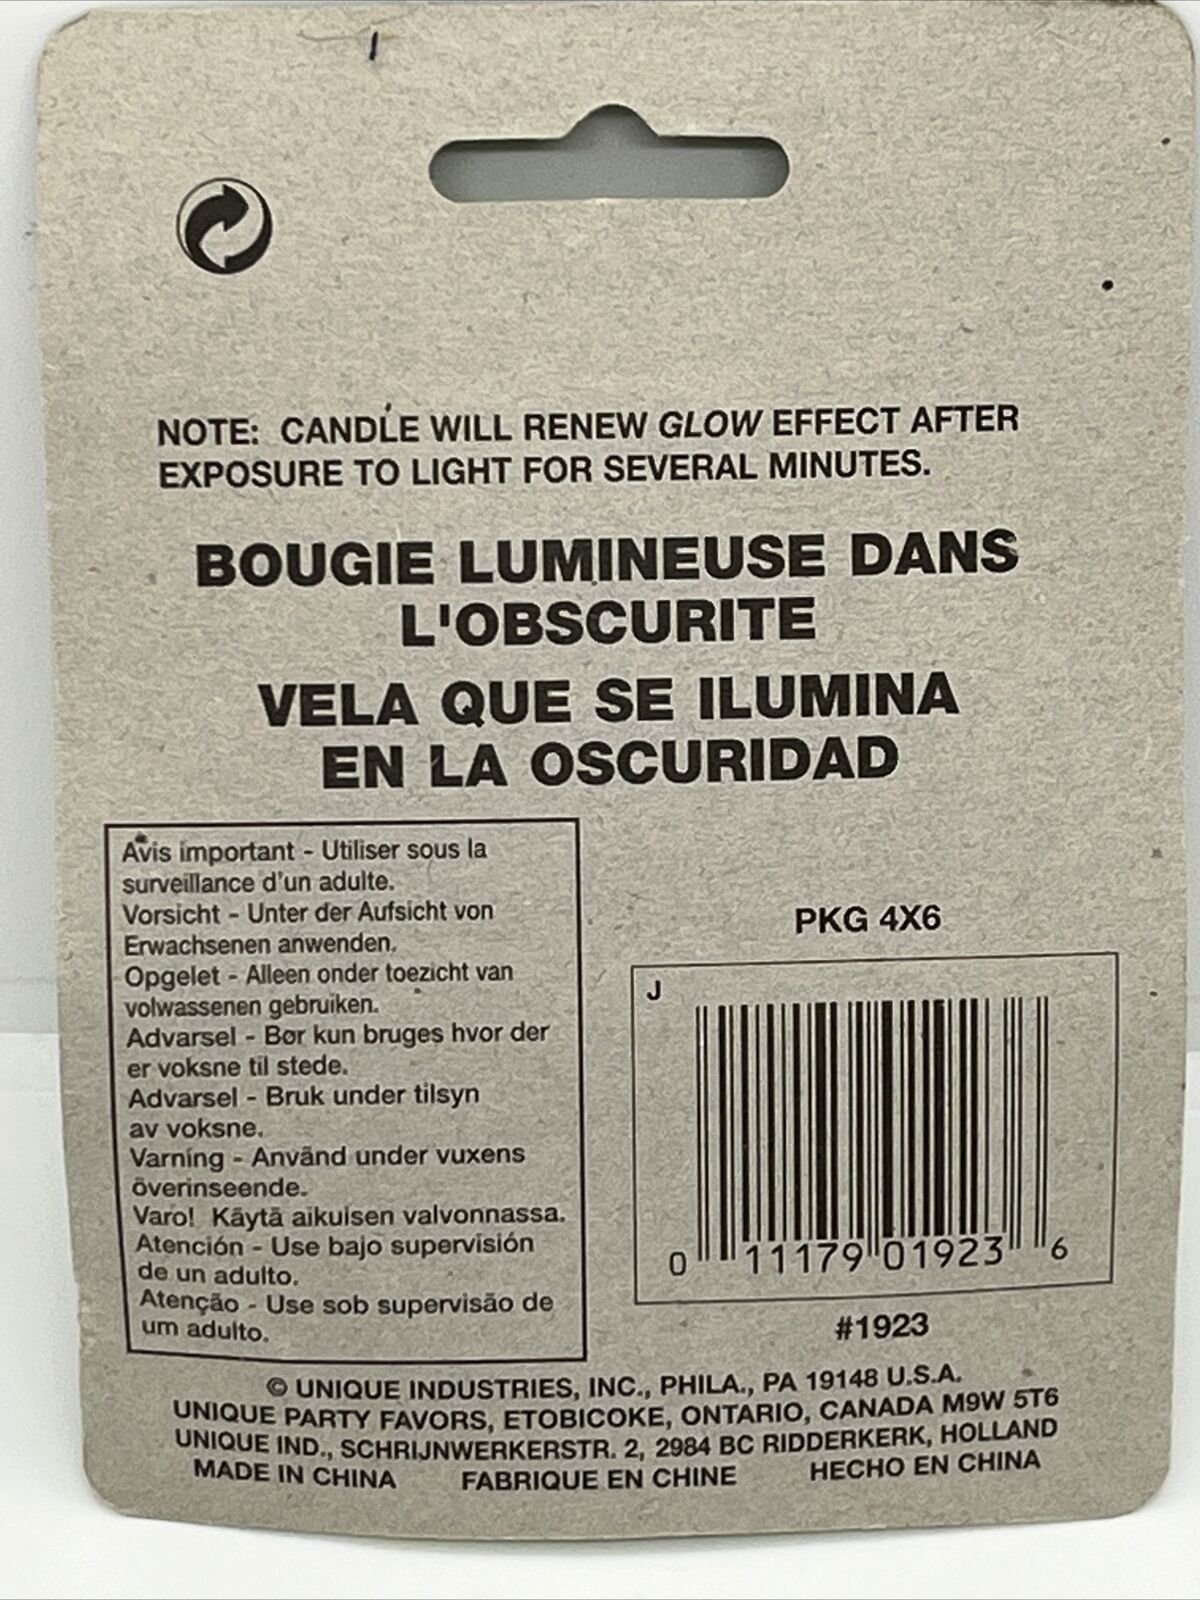 NOTE: CANDLE WILL RENEW GLOW EFFECT AFTER
EXPOSURE TO LIGHT FOR SEVERAL MINUTES.
BOUGIE LUMINEUSE DANS
L'OBSCURITE
VELA QUE SE ILUMINA
EN LA OSCURIDAD
Avis important - Utiliser sous la
surveillance d'un adulte.
Vorsicht - Unter der Aufsicht von
Erwachsenen anwenden.
Opgelet - Alleen onder toezicht van
volwassenen gebruiken.
Advarsel - Bør kun bruges hvor der
er voksne til stede.
Advarsel - Bruk under tilsyn
av voksne.
Varning - Använd under vuxens
överinseende.
Varo! Käytä aikuisen valvonnassa.
Atención - Use bajo supervisión
de un adulto.
Atenção - Use sob supervisão de
um adulto.
PKG 4X6
J
0 11179 01923 6
#1923
© UNIQUE INDUSTRIES, INC., PHILA., PA 19148 U.S.A.
UNIQUE PARTY FAVORS, ETOBICOKE, ONTARIO, CANADA M9W 5T6
UNIQUE IND., SCHRIJNWERKERSTR. 2, 2984 BC RIDDERKERK, HOLLAND
MADE IN CHINA FABRIQUE EN CHINE HECHO EN CHINA